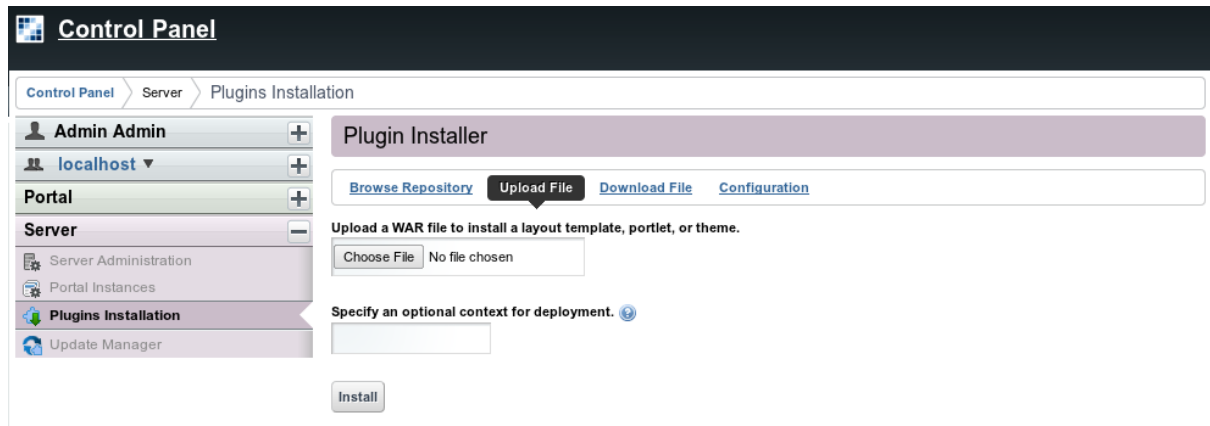 Control Panel
Control Panel Server Plugins Installation
Admin Admin
localhost ▼
Portal
Server
Server Administration
Portal Instances
Plugins Installation
Update Manager
Plugin Installer
Browse Repository Upload File Download File Configuration
Upload a WAR file to install a layout template, portlet, or theme.
Choose File No file chosen
Specify an optional context for deployment.
Install